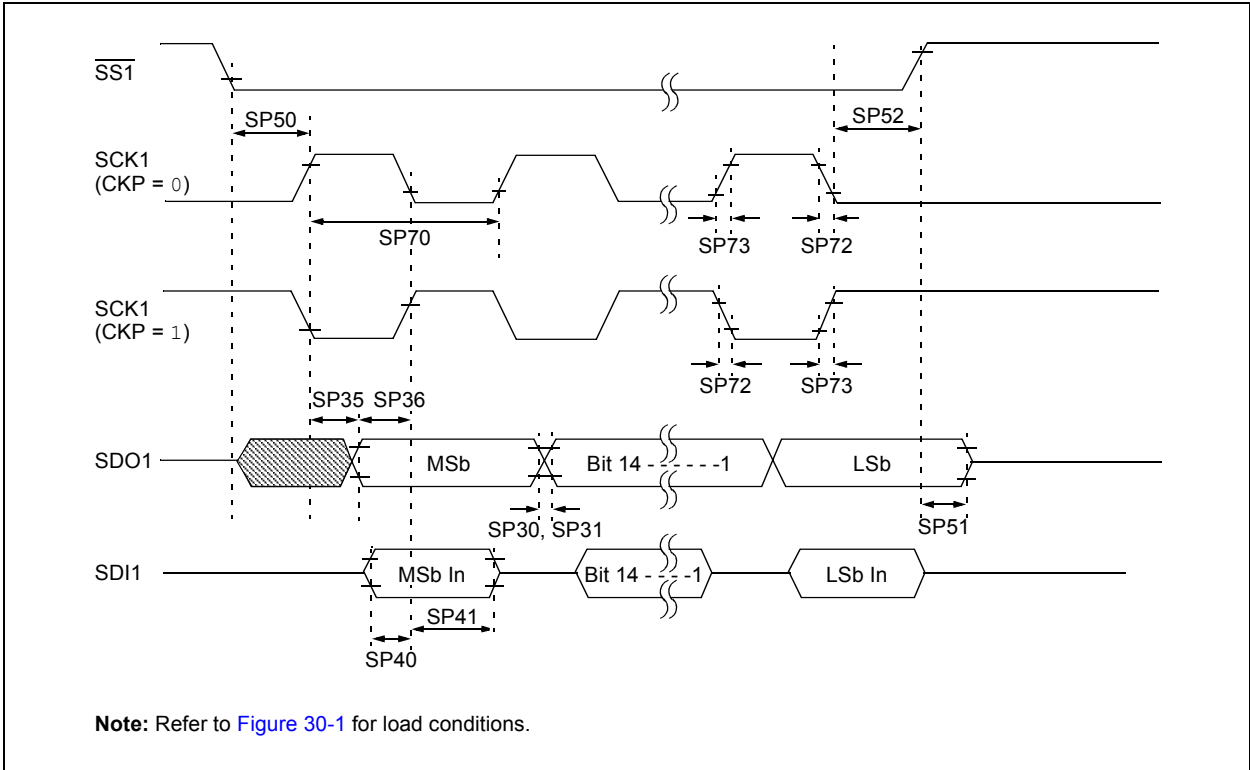 SS1
SP50
SP52
SCK1
(CKP = 0)
SP70
SP73
SP72
SCK1
(CKP = 1)
SP72
SP73
SP35
SP36
SDO1
MSb
Bit 14 - - - - - -1
LSb
SP30, SP31
SP51
SDI1
MSb In
Bit 14 - - - -1
LSb In
SP41
SP40
Note: Refer to Figure 30-1 for load conditions.